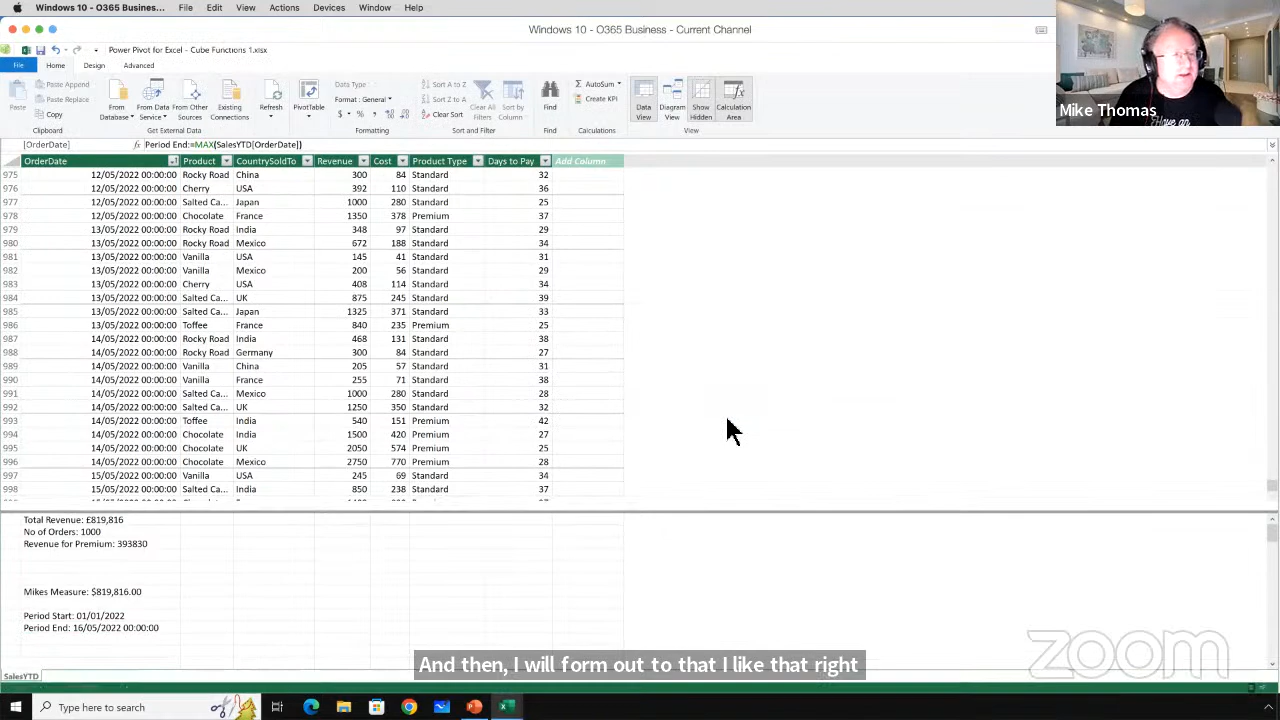 Windows 10 - O365 Busines... File Edit View Actions Devices Window Help
Windows 10 - O365 Business - Current Channel
Power Pivot for Excel - Cube Functions 1.xlsx
File Home Design Advanced
Paste
Paste Append
Paste Replace
Copy
Clipboard
From Database
From Data Service
From Other Sources
Existing Connections
Get External Data
Refresh
PivotTable
Data Type :
Format : General
$ % ,
Formatting
Sort A to Z
Sort Z to A
Clear Sort
Clear All Filters
Sort by Column
Sort and Filter
Find
Find
AutoSum
Create KPI
Calculations
Data View
Diagram View
Show Hidden
Calculation Area
View
Mike Thomas
[OrderDate] fx Period End:=MAX(SalesYTD[OrderDate])
OrderDate Product CountrySoldTo Revenue Cost Product Type Days to Pay Add Column
975 12/05/2022 00:00:00 Rocky Road China 300 84 Standard 32
976 12/05/2022 00:00:00 Cherry USA 392 110 Standard 36
977 12/05/2022 00:00:00 Salted Ca... Japan 1000 280 Standard 25
978 12/05/2022 00:00:00 Chocolate France 1350 378 Premium 37
979 13/05/2022 00:00:00 Rocky Road India 348 97 Standard 29
980 13/05/2022 00:00:00 Rocky Road Mexico 672 188 Standard 34
981 13/05/2022 00:00:00 Vanilla USA 145 41 Standard 31
982 13/05/2022 00:00:00 Vanilla Mexico 200 56 Standard 29
983 13/05/2022 00:00:00 Cherry USA 408 114 Standard 34
984 13/05/2022 00:00:00 Salted Ca... UK 875 245 Standard 39
985 13/05/2022 00:00:00 Salted Ca... Japan 1325 371 Standard 33
986 13/05/2022 00:00:00 Toffee France 840 235 Premium 25
987 14/05/2022 00:00:00 Rocky Road India 468 131 Standard 38
988 14/05/2022 00:00:00 Rocky Road Germany 300 84 Standard 27
989 14/05/2022 00:00:00 Vanilla China 205 57 Standard 31
990 14/05/2022 00:00:00 Vanilla France 255 71 Standard 38
991 14/05/2022 00:00:00 Salted Ca... Mexico 1000 280 Standard 28
992 14/05/2022 00:00:00 Salted Ca... UK 1250 350 Standard 32
993 14/05/2022 00:00:00 Toffee India 540 151 Premium 42
994 14/05/2022 00:00:00 Chocolate India 1500 420 Premium 27
995 14/05/2022 00:00:00 Chocolate UK 2050 574 Premium 25
996 14/05/2022 00:00:00 Chocolate Mexico 2750 770 Premium 28
997 15/05/2022 00:00:00 Vanilla USA 245 69 Standard 34
998 15/05/2022 00:00:00 Salted Ca... India 850 238 Standard 37
Total Revenue: £819,816
No of Orders: 1000
Revenue for Premium: 393830
Mikes Measure: $819,816.00
Period Start: 01/01/2022
Period End: 16/05/2022 00:00:00
zoom
And then, I will form out to that I like that right
SalesYTD
Type here to search